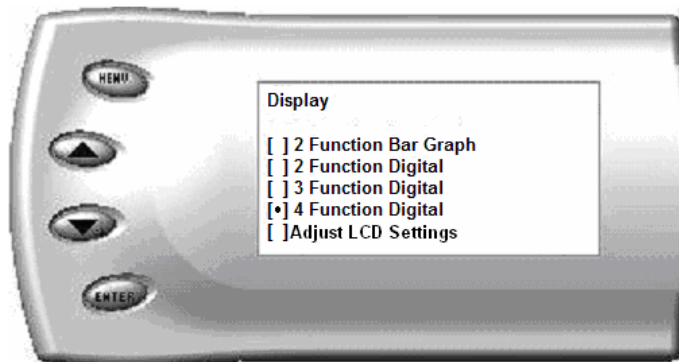 MENU
Display
[ ] 2 Function Bar Graph
[ ] 2 Function Digital
[ ] 3 Function Digital
[•] 4 Function Digital
[ ]Adjust LCD Settings
ENTER